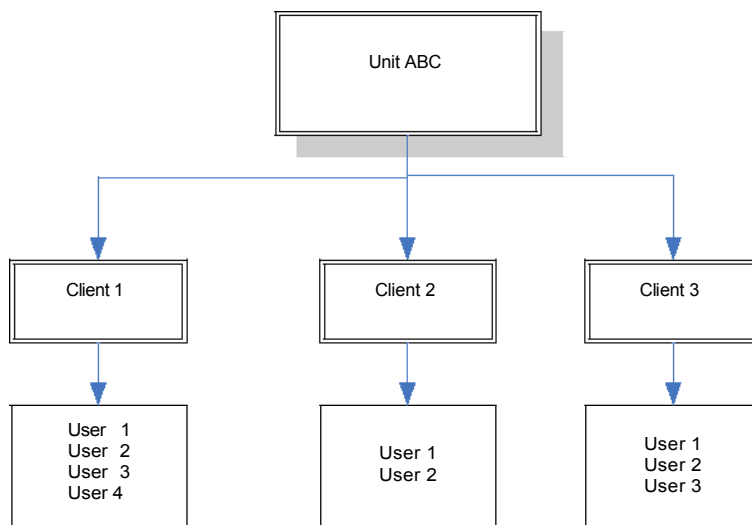 Unit ABC
Client 1
Client 2
Client 3
User 1
User 2
User 3
User 4
User 1
User 2
User 1
User 2
User 3